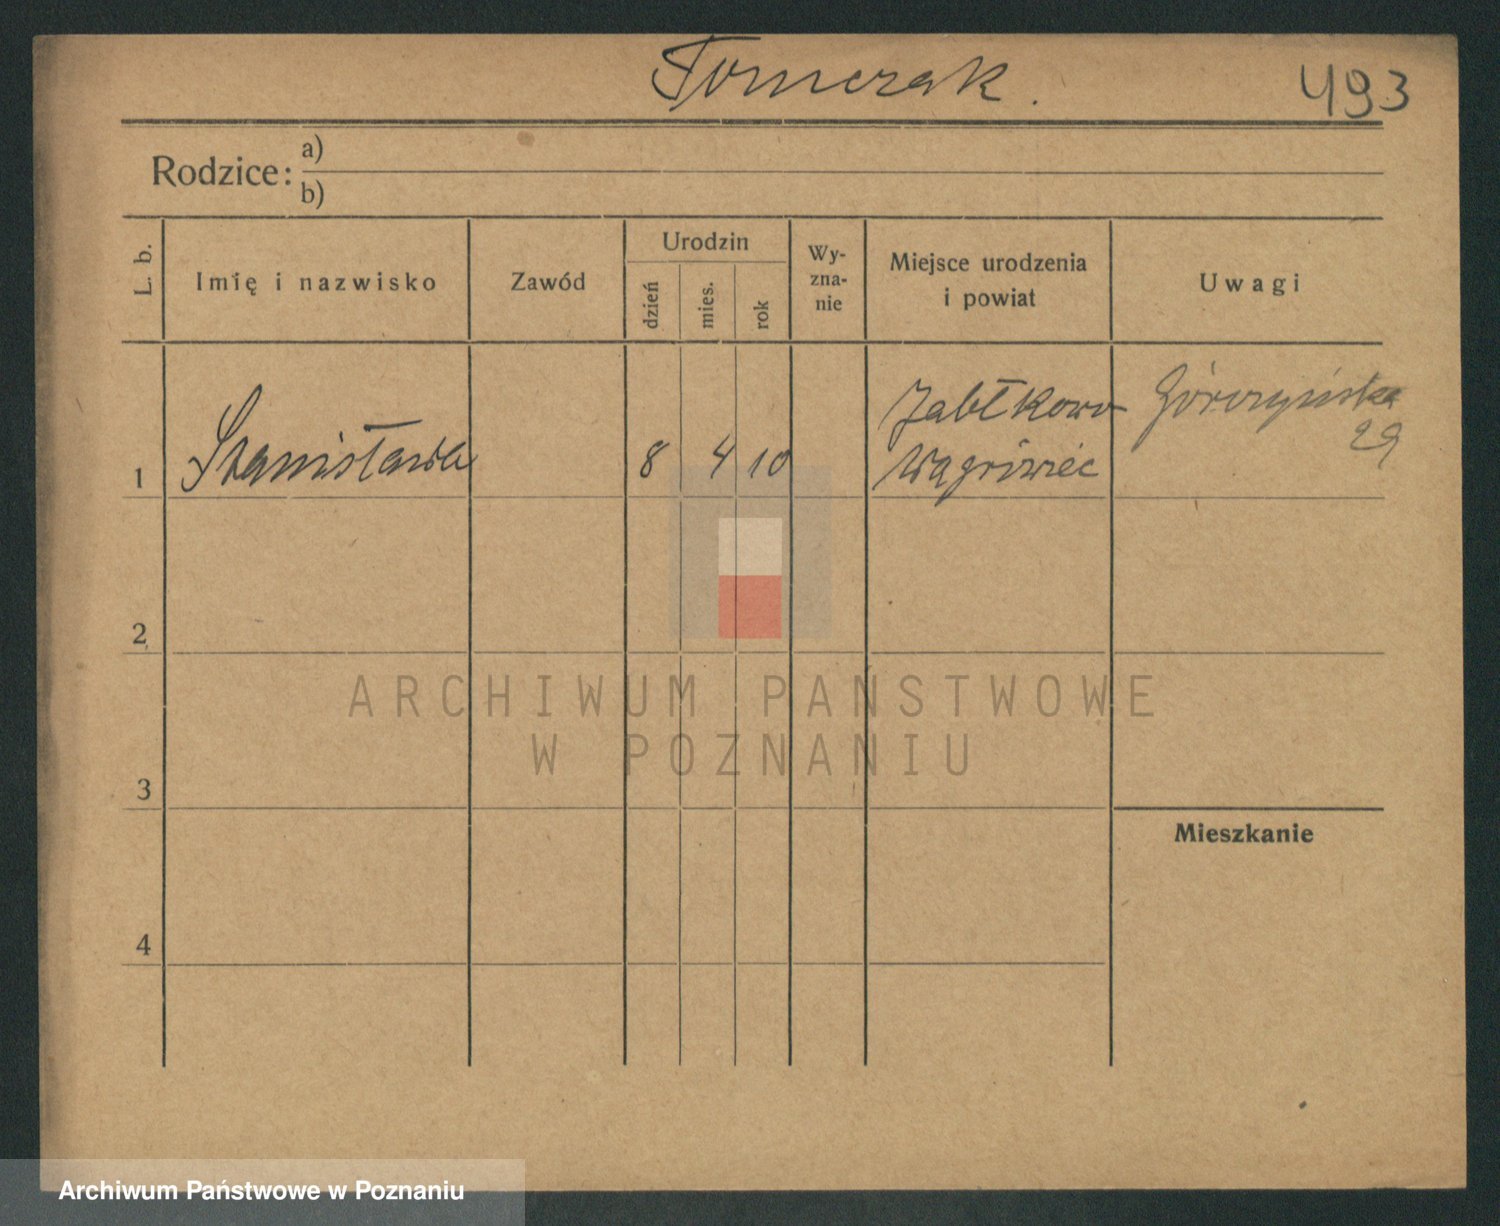 Tomczak.
493
Rodzice: a)
b)
L. b.
Imię i nazwisko
Zawód
Urodzin
dzień
mies.
rok
Wy-
zna-
nie
Miejsce urodzenia
i powiat
Uwagi
1
Stanisława
8 4 10
Jabłkowo
Wągrówiec
Górczyńska
29
2
3
Mieszkanie
4
ARCHIWUM PAŃSTWOWE
W POZNANIU
Archiwum Państwowe w Poznaniu